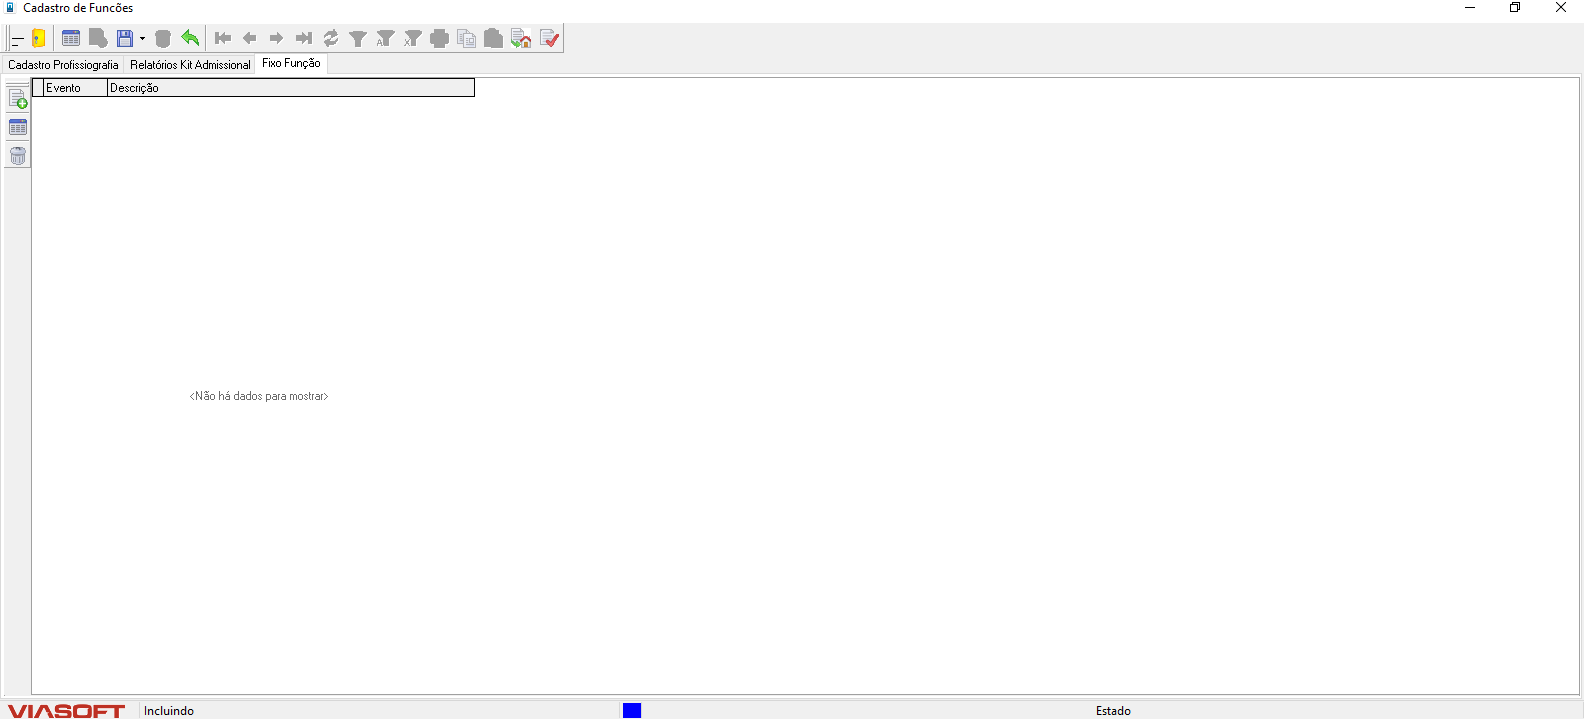 Cadastro de Funcões
Cadastro Profissiografia Relatórios Kit Admissional Fixo Função
Evento Descrição
<Não há dados para mostrar>
VIASOFT Incluindo Estado